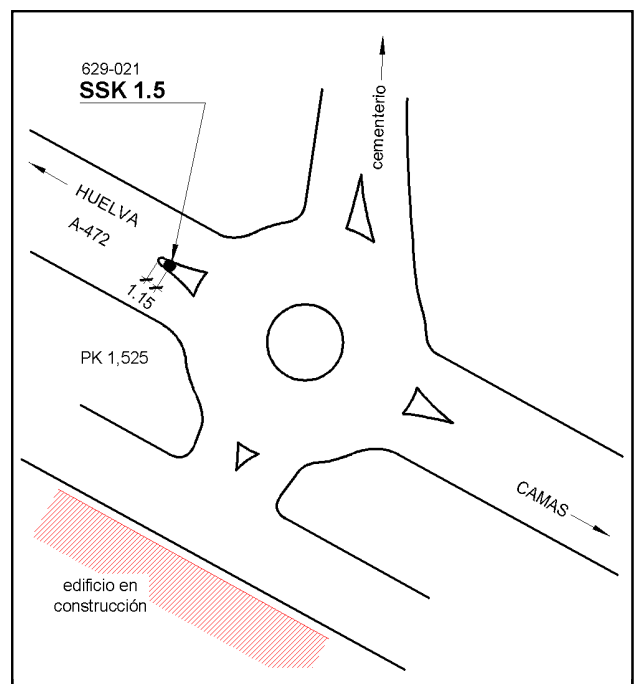 629-021
SSK 1.5
cementerio
HUELVA
A-472
1.15
PK 1,525
CAMAS
edificio en
construcción